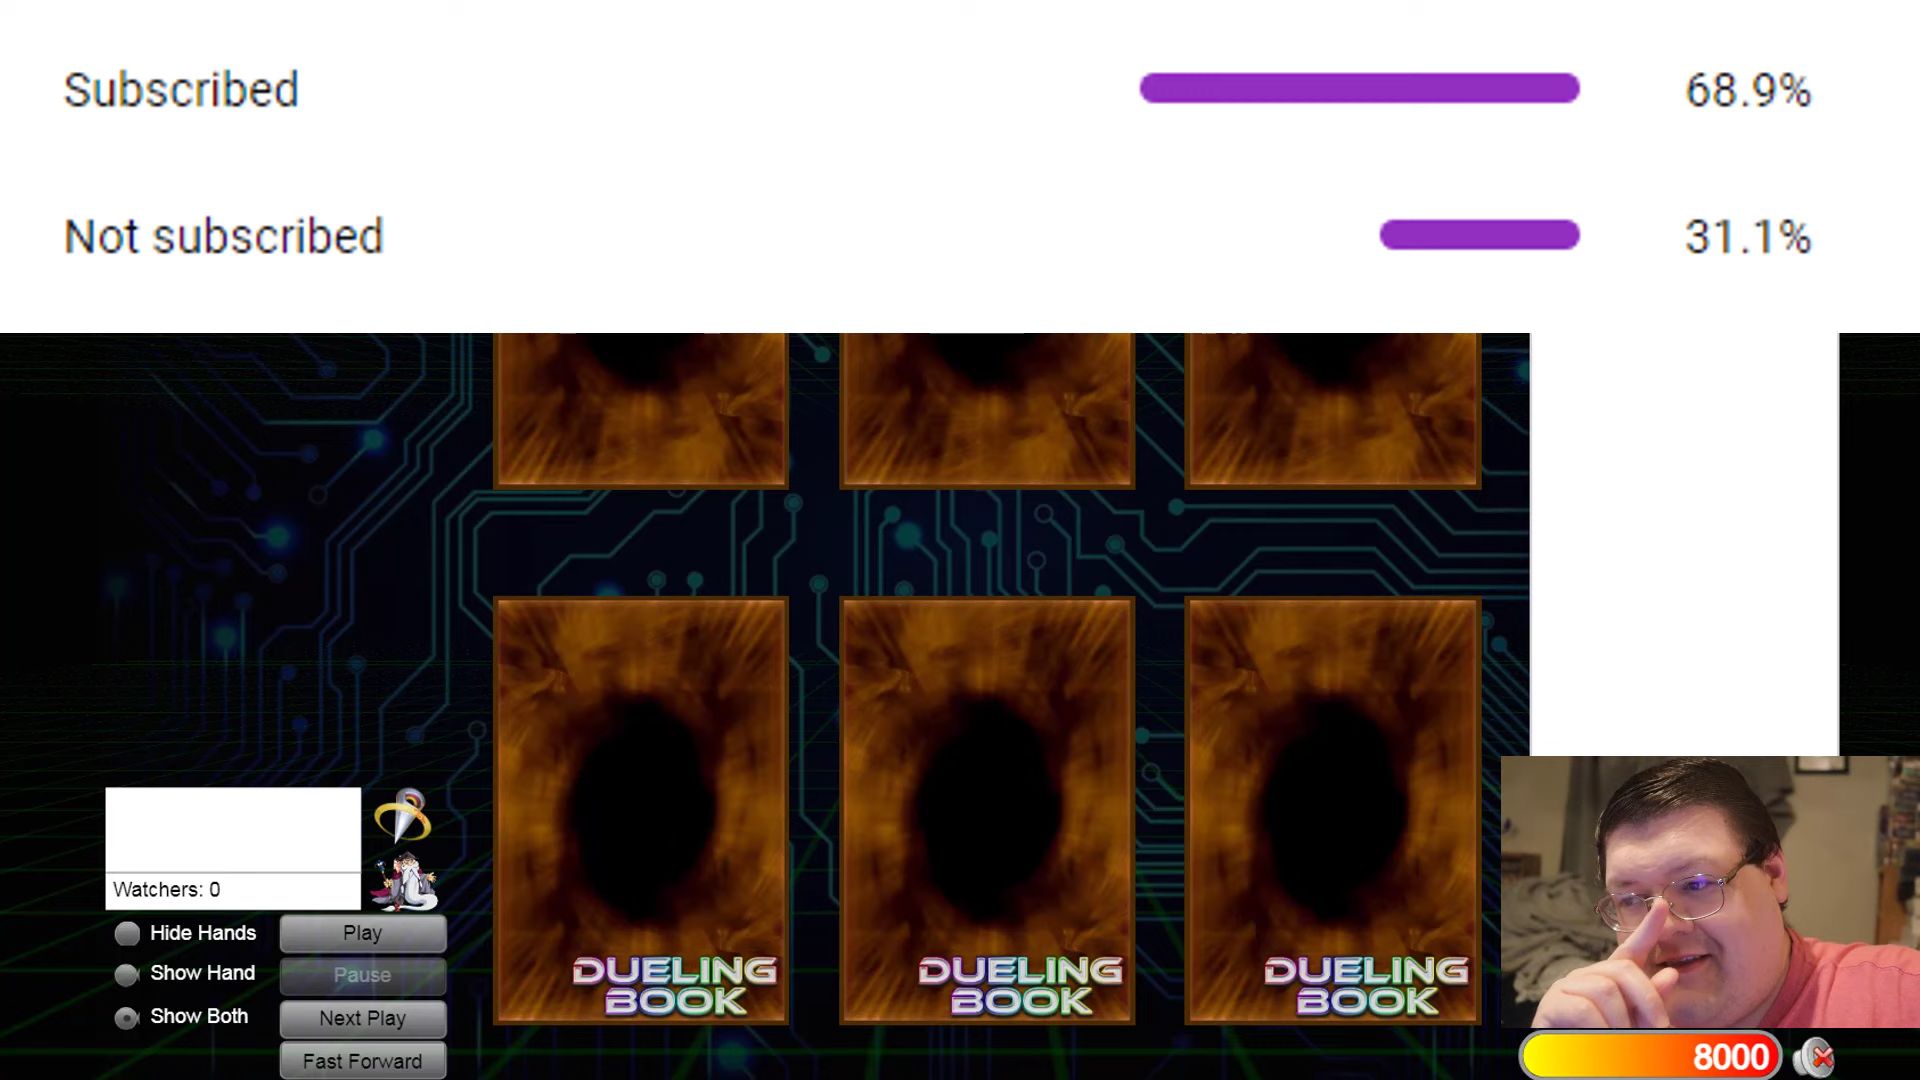 Subscribed 68.9%
Not subscribed 31.1%
Watchers: 0
Hide Hands Play
Show Hand Pause
Show Both Next Play
Fast Forward
DUELING BOOK
DUELING BOOK
DUELING BOOK
8000